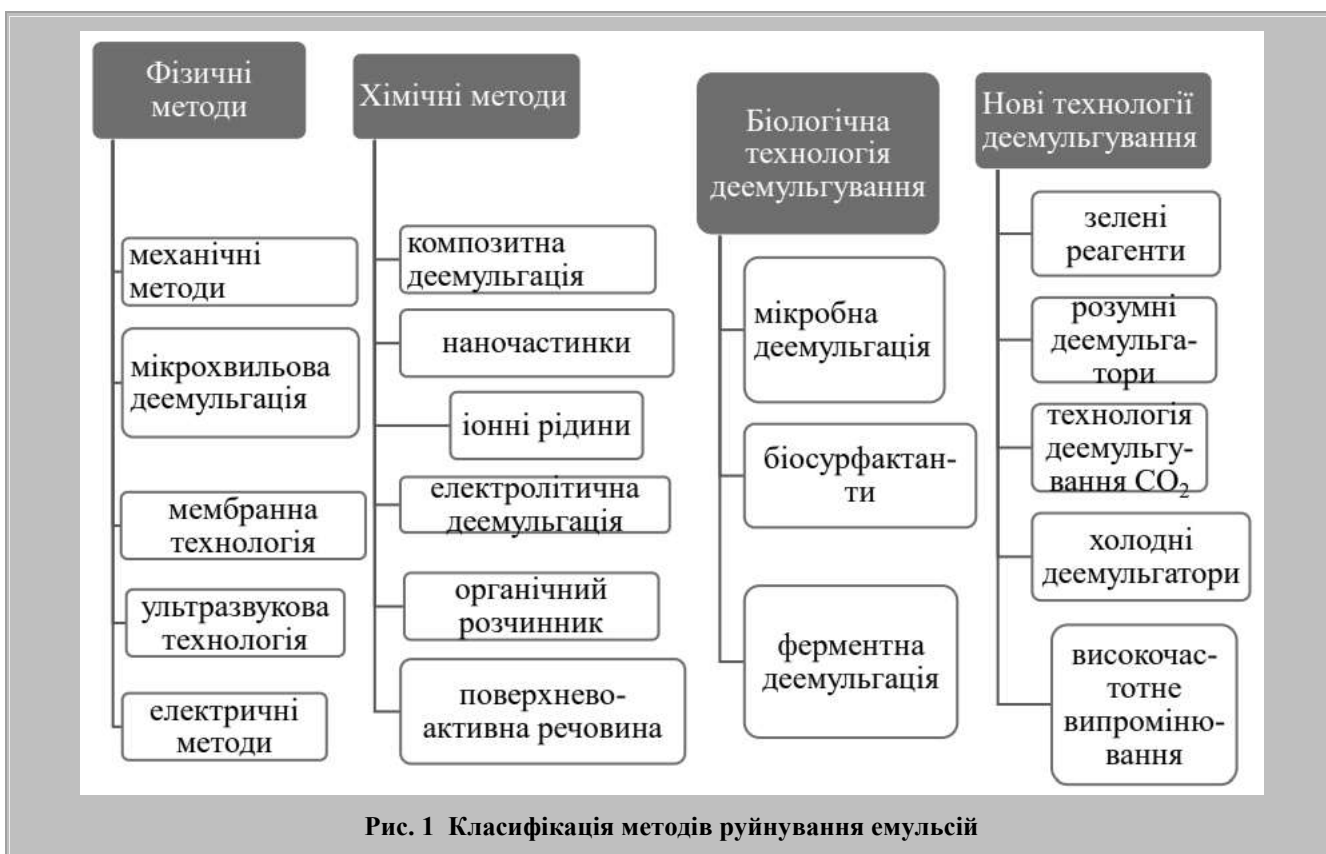 Фізичні
методи
механічні
методи
мікрохвильова
деемульгація
мембранна
технологія
ультразвукова
технологія
електричні
методи
Хімічні методи
композитна
деемульгація
наночастинки
іонні рідини
електролітична
деемульгація
органічний
розчинник
поверхнево-
активна речовина
Біологічна
технологія
деемульгування
мікробна
деемульгація
біосурфактан-
ти
ферментна
деемульгація
Нові технології
деемульгування
зелені
реагенти
розумні
деемульга-
тори
технологія
деемульгу-
вання CO₂
холодні
деемульгатори
високочас-
тотне
випроміню-
вання
Рис. 1 Класифікація методів руйнування емульсій